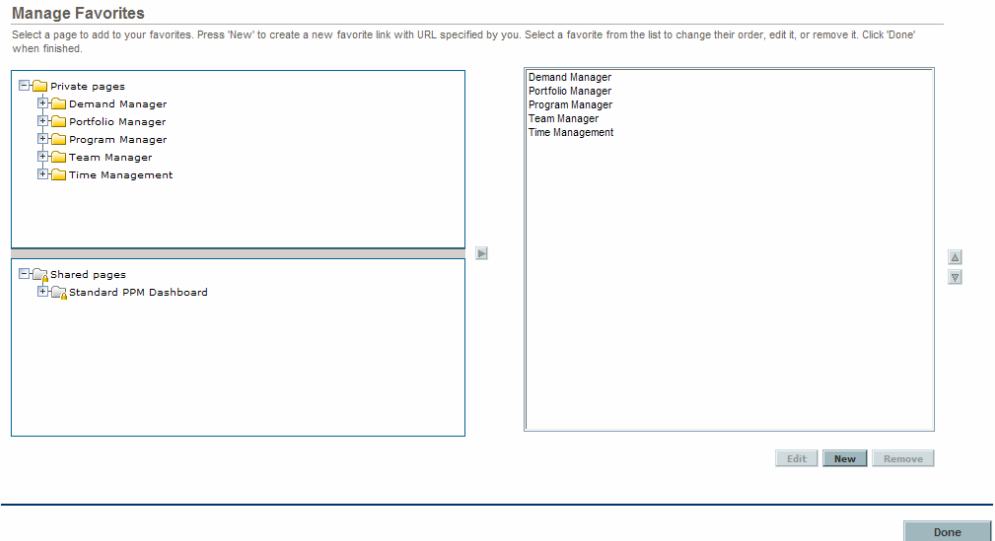 Manage Favorites
Select a page to add to your favorites. Press 'New' to create a new favorite link with URL specified by you. Select a favorite from the list to change their order, edit it, or remove it. Click 'Done'
when finished.
Private pages
Demand Manager
Portfolio Manager
Program Manager
Team Manager
Time Management
Shared pages
Standard PPM Dashboard
Demand Manager
Portfolio Manager
Program Manager
Team Manager
Time Management
Edit New Remove
Done